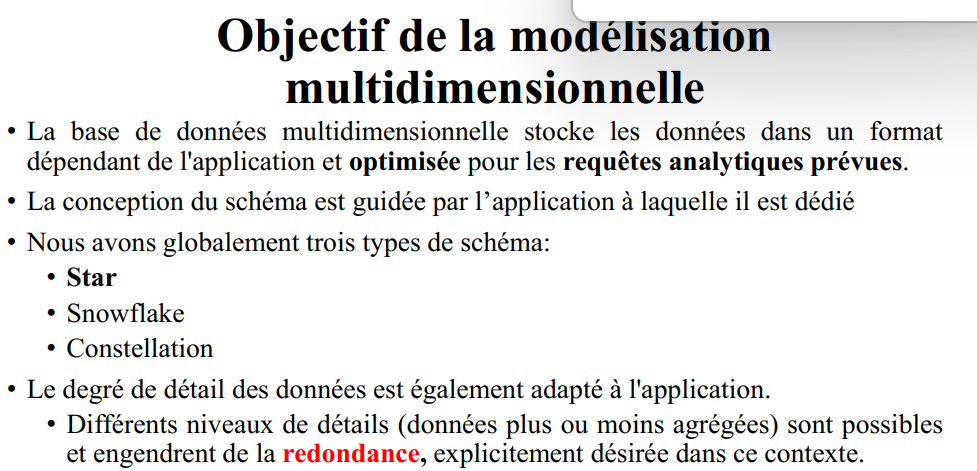 Objectif de la modélisation
multidimensionnelle
• La base de données multidimensionnelle stocke les données dans un format
dépendant de l'application et optimisée pour les requêtes analytiques prévues.
• La conception du schéma est guidée par l’application à laquelle il est dédié
• Nous avons globalement trois types de schéma:
• Star
• Snowflake
• Constellation
• Le degré de détail des données est également adapté à l'application.
• Différents niveaux de détails (données plus ou moins agrégées) sont possibles
et engendrent de la redondance, explicitement désirée dans ce contexte.